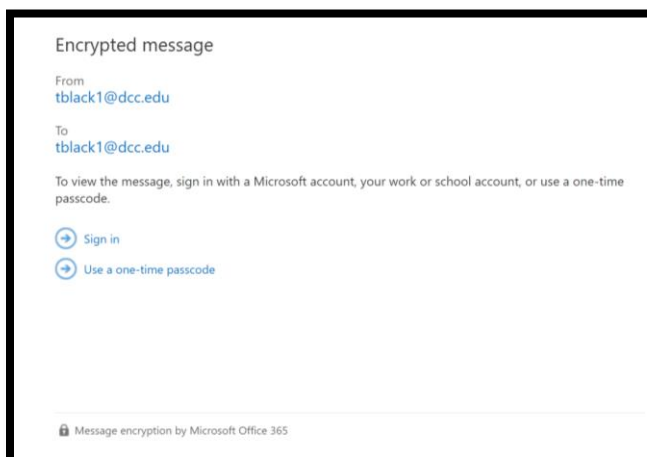 Encrypted message
From
tblack1@dcc.edu
To
tblack1@dcc.edu
To view the message, sign in with a Microsoft account, your work or school account, or use a one-time
passcode.
Sign in
Use a one-time passcode
Message encryption by Microsoft Office 365